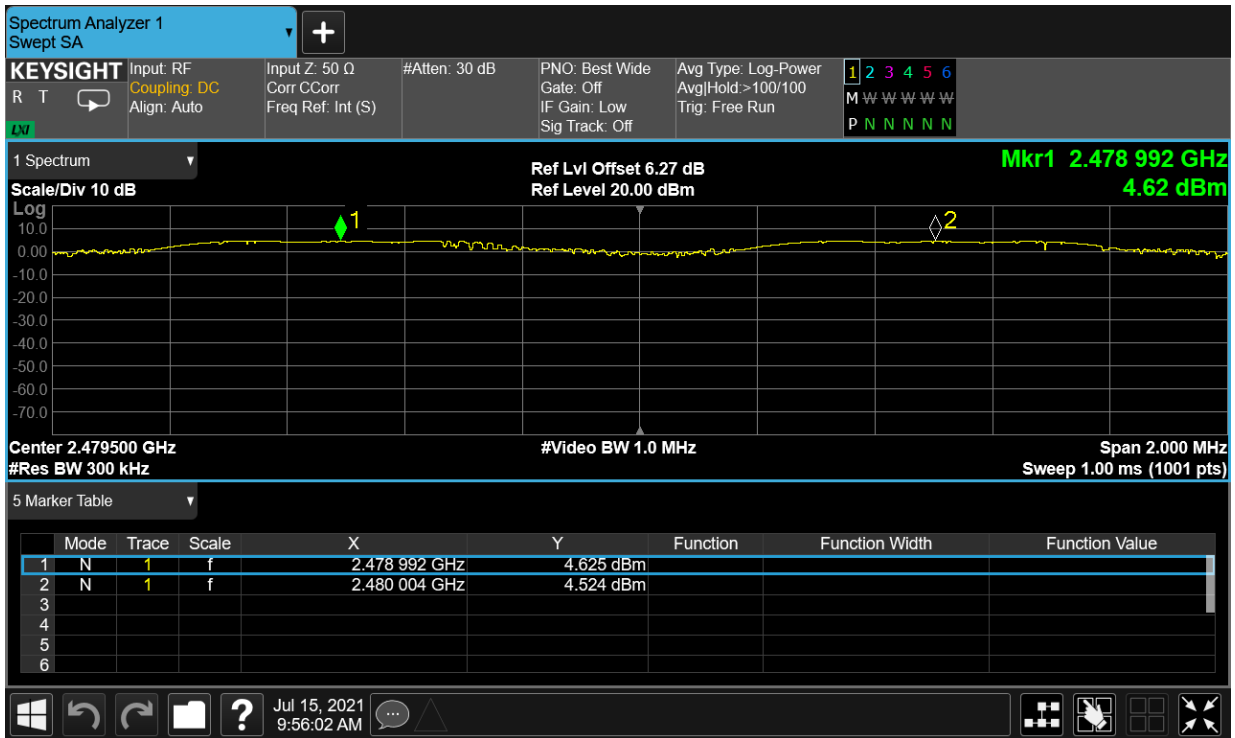 Spectrum Analyzer 1
Swept SA
+
KEYSIGHT Input: RF Input Z: 50 Ω #Atten: 30 dB PNO: Best Wide Avg Type: Log-Power 1 2 3 4 5 6
R T Coupling: DC Corr CCorr Gate: Off Avg|Hold:>100/100
Align: Auto Freq Ref: Int (S) IF Gain: Low Trig: Free Run M W W W W W
LXI Sig Track: Off P N N N N N
1 Spectrum Ref Lvl Offset 6.27 dB Mkr1 2.478 992 GHz
Scale/Div 10 dB Ref Level 20.00 dBm 4.62 dBm
Log
1 2
10.0
0.00
-10.0
-20.0
-30.0
-40.0
-50.0
-60.0
-70.0
Center 2.479500 GHz #Video BW 1.0 MHz Span 2.000 MHz
#Res BW 300 kHz Sweep 1.00 ms (1001 pts)
5 Marker Table
Mode Trace Scale X Y Function Function Width Function Value
1 N 1 f 2.478 992 GHz 4.625 dBm
2 N 1 f 2.480 004 GHz 4.524 dBm
3
4
5
6
? Jul 15, 2021
9:56:02 AM